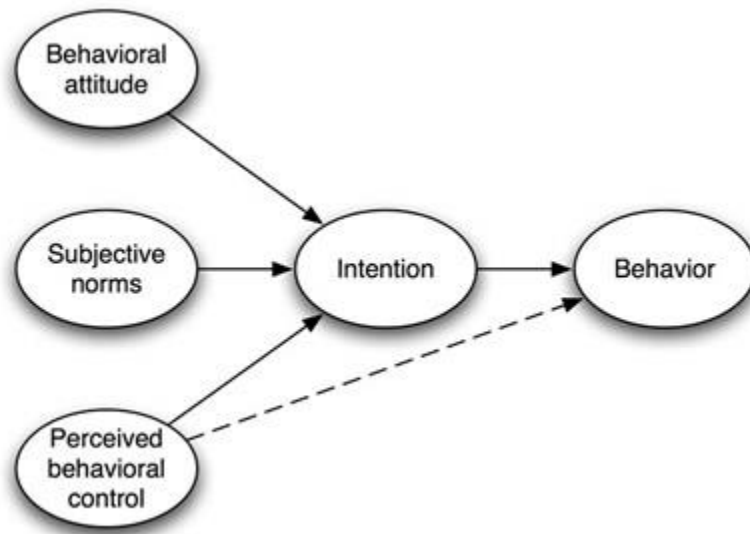 Behavioral
attitude
Subjective
norms
Intention
Behavior
Perceived
behavioral
control